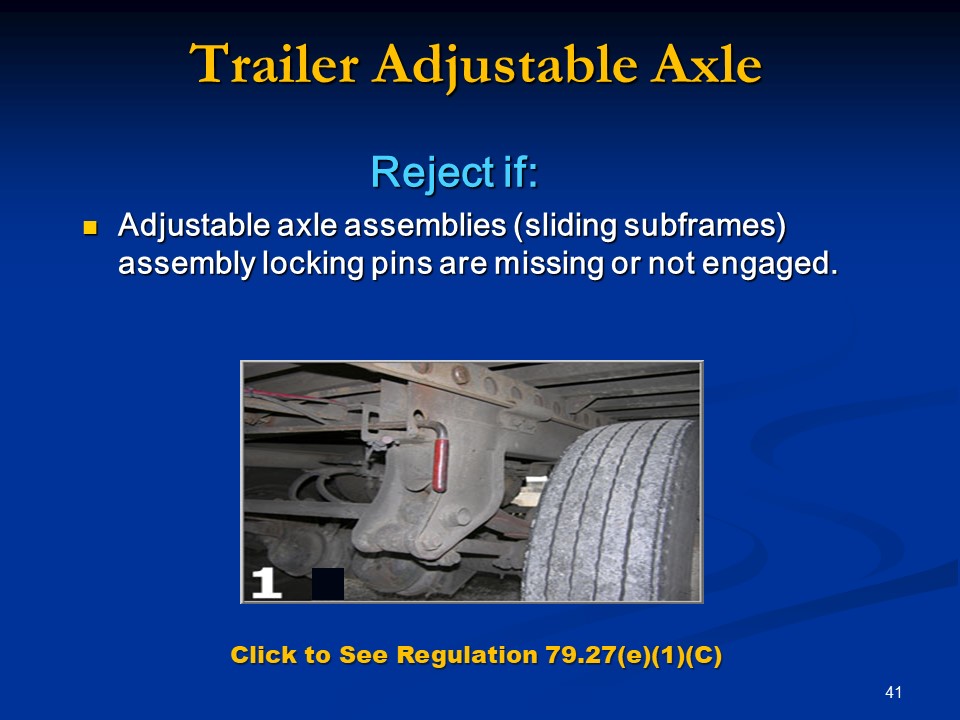 Trailer Adjustable Axle
Reject if:
Adjustable axle assemblies (sliding subframes)
assembly locking pins are missing or not engaged.
1
Click to See Regulation 79.27(e)(1)(C)
41